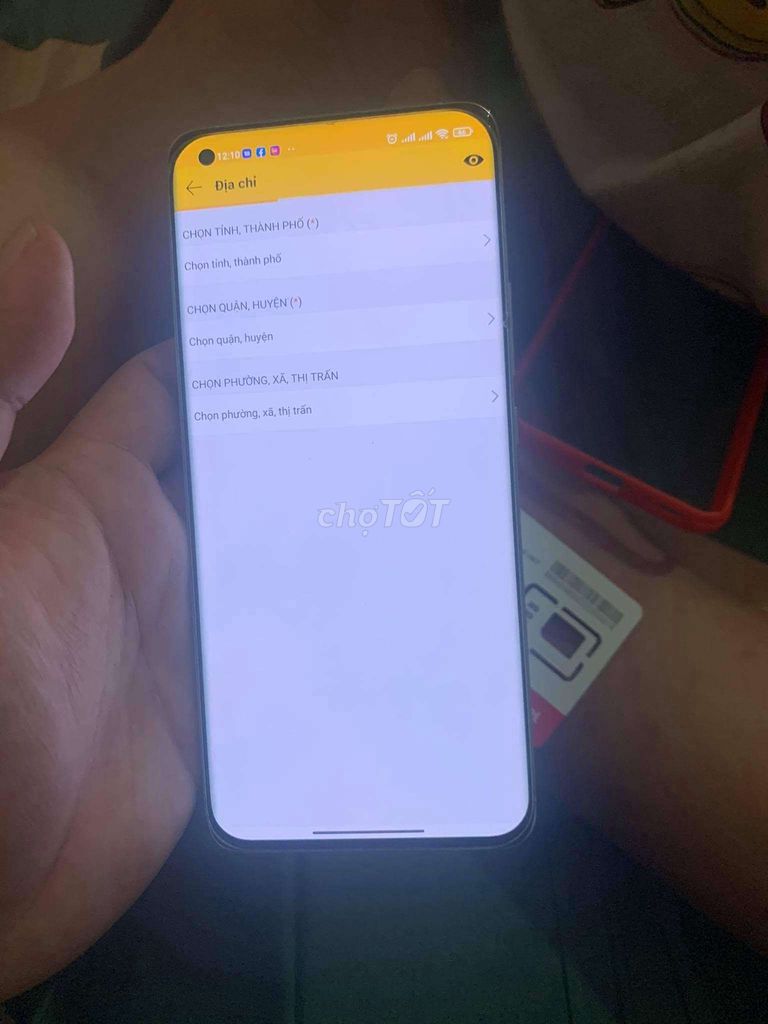 12:10
66
Địa chỉ
CHỌN TỈNH, THÀNH PHỐ (*)
Chọn tỉnh, thành phố
CHỌN QUẬN, HUYỆN (*)
Chọn quận, huyện
CHỌN PHƯỜNG, XÃ, THỊ TRẤN
Chọn phường, xã, thị trấn
chợTỐT